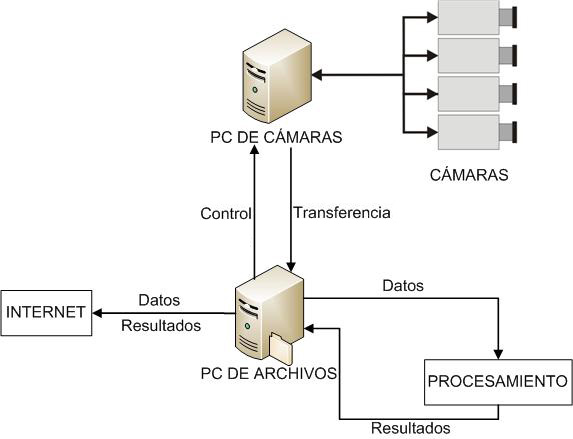 PC DE CÁMARAS
CÁMARAS
Control
Transferencia
INTERNET
Datos
Resultados
Datos
PC DE ARCHIVOS
PROCESAMIENTO
Resultados